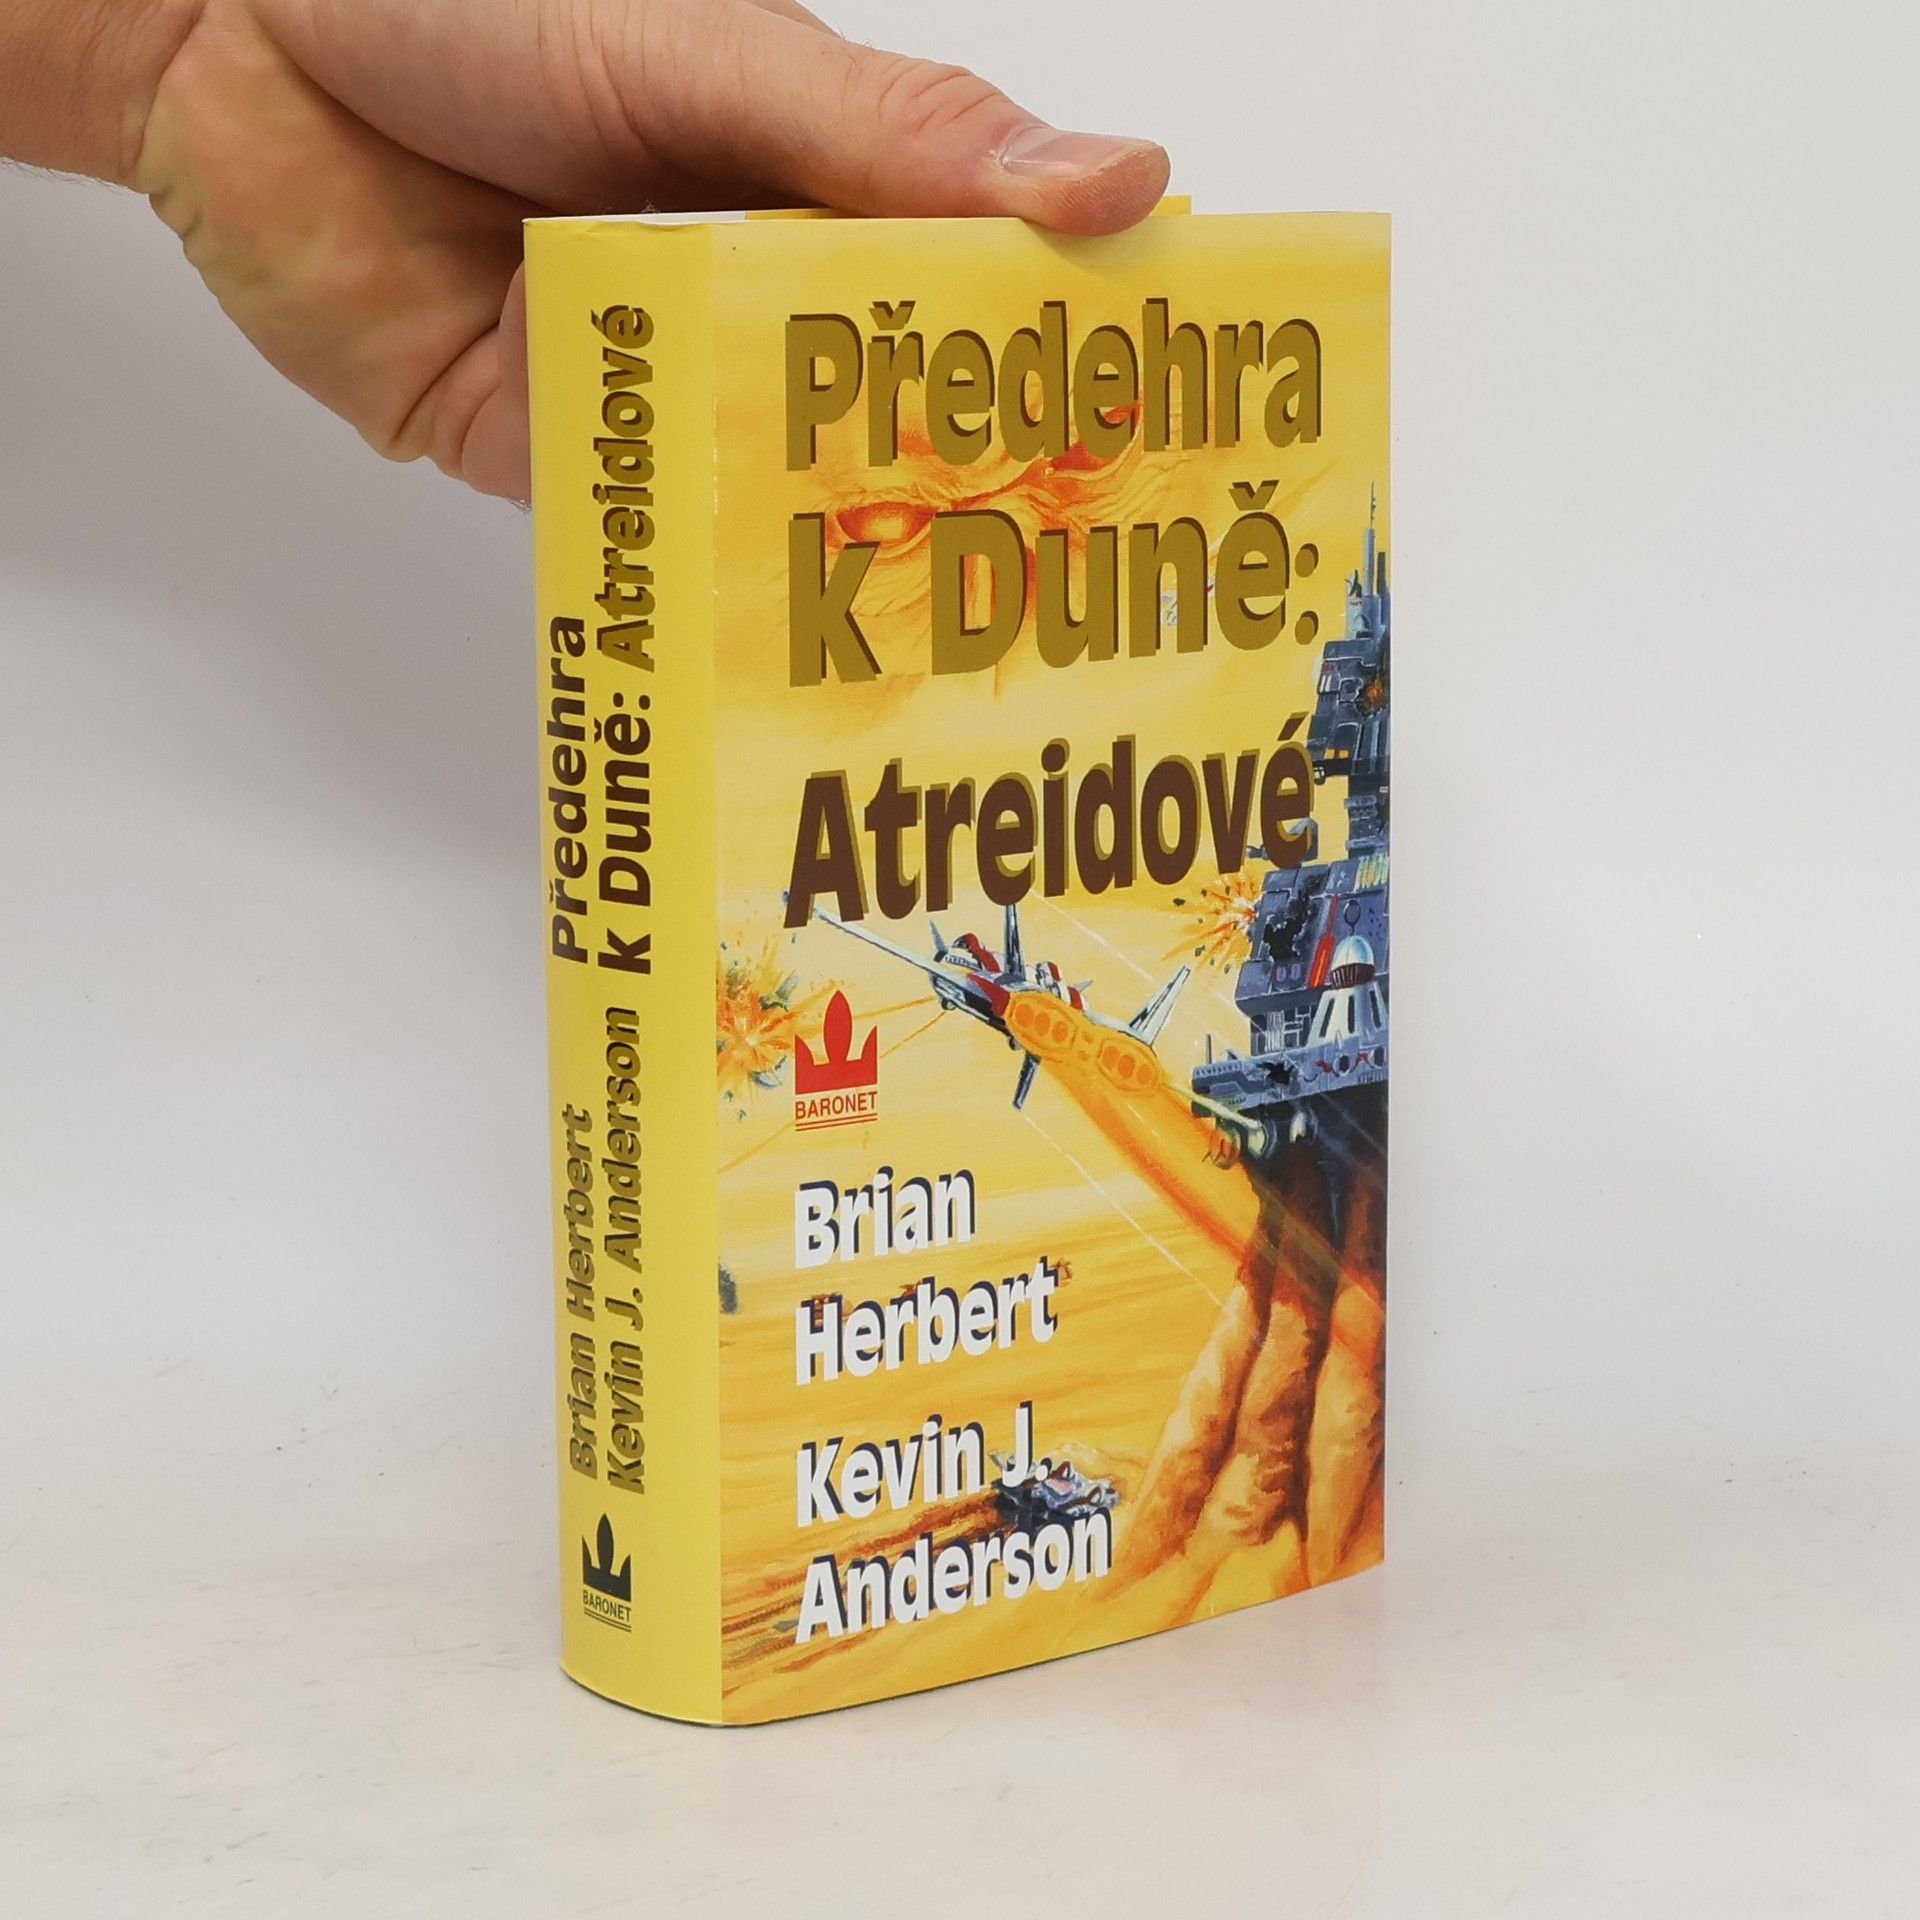 Předehra
k Duně: Atreidové
Brian Herbert
Kevin J. Anderson
BARONET
Předehra
k Duně:
Atreidové
BARONET
Brian
Herbert
Kevin J.
Anderson